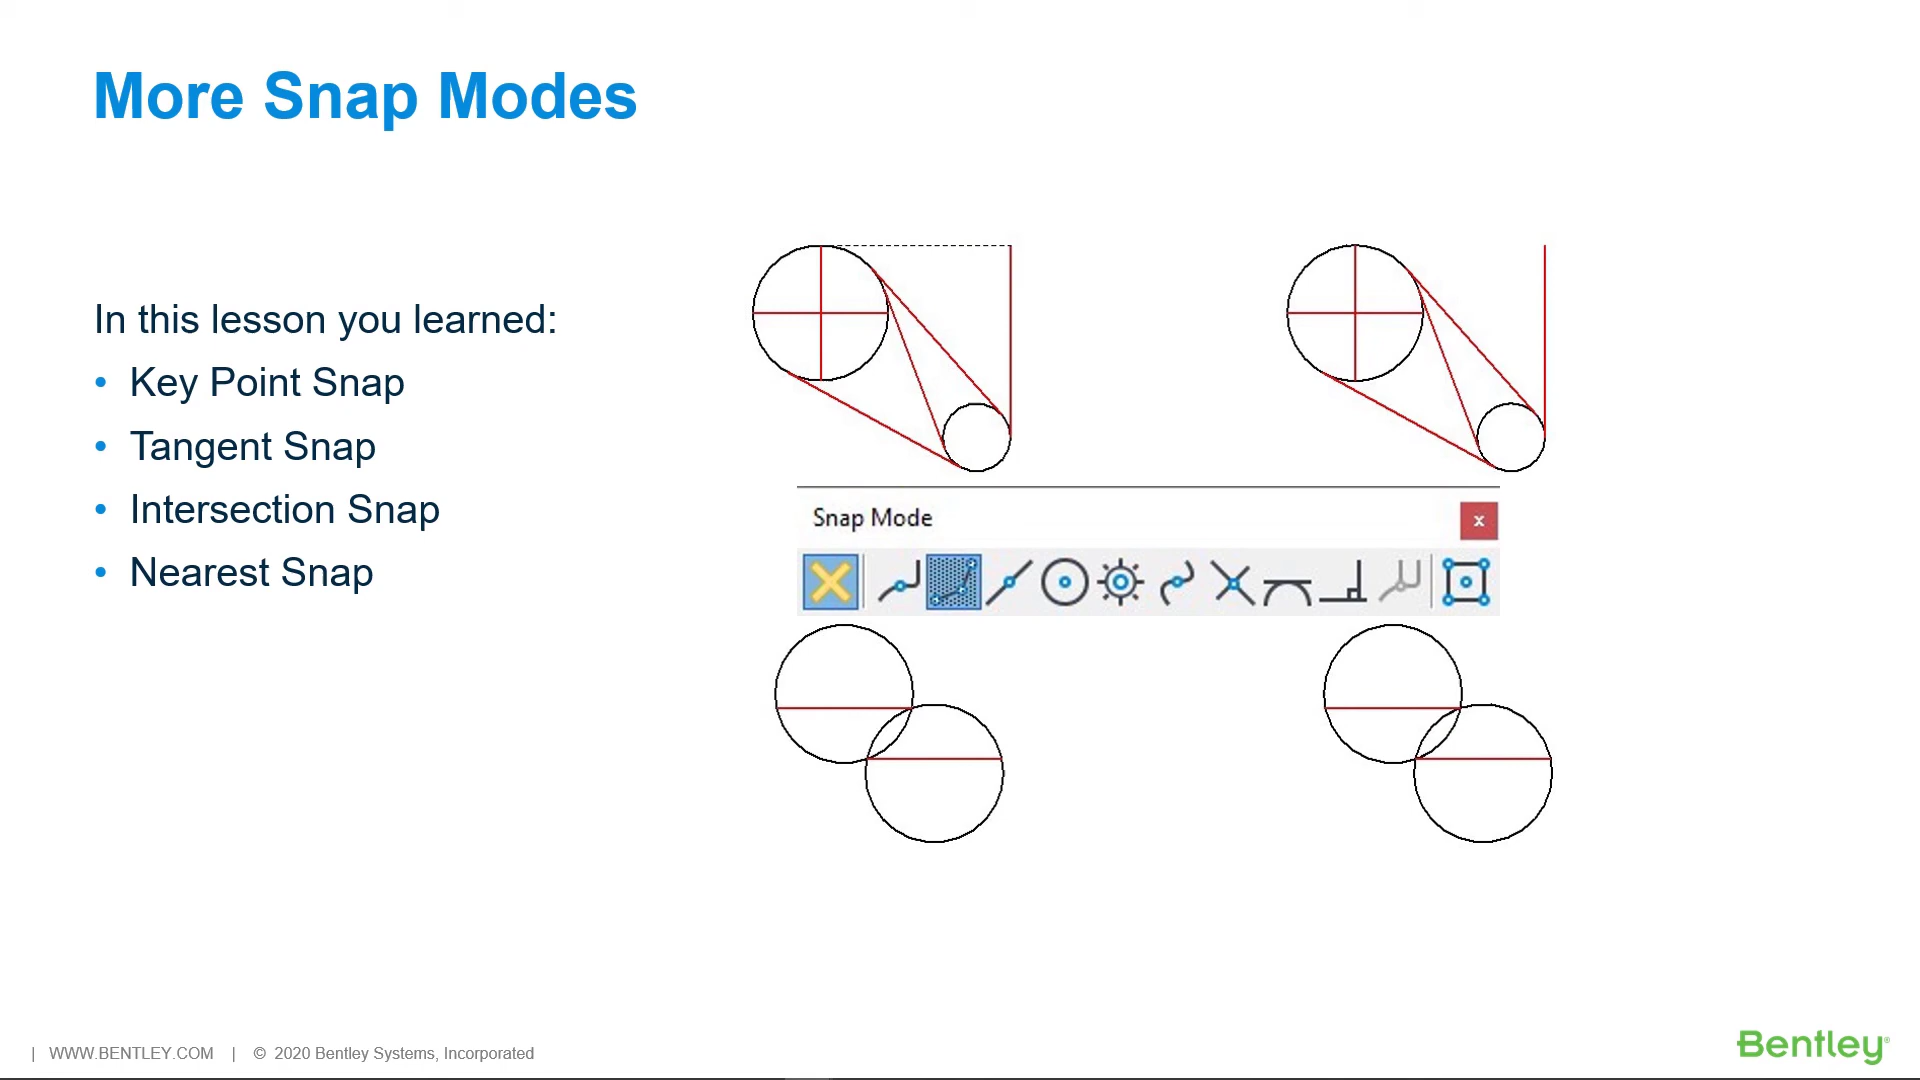 More Snap Modes
In this lesson you learned:
• Key Point Snap
• Tangent Snap
• Intersection Snap
• Nearest Snap
Snap Mode
x
| WWW.BENTLEY.COM | © 2020 Bentley Systems, Incorporated
Bentley®